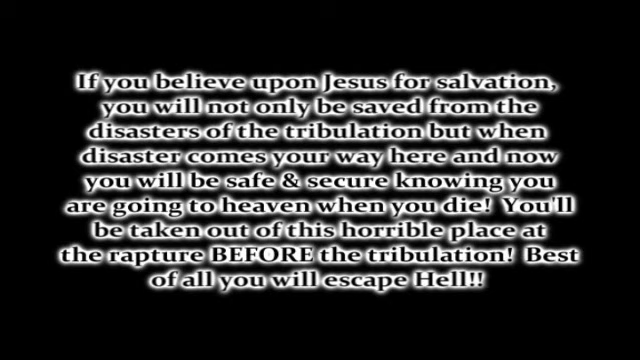 If you believe upon Jesus for salvation,
you will not only be saved from the
disasters of the tribulation but when
disaster comes your way here and now
you will be safe & secure knowing you
are going to heaven when you die! You'll
be taken out of this horrible place at
the rapture BEFORE the tribulation! Best
of all you will escape Hell!!